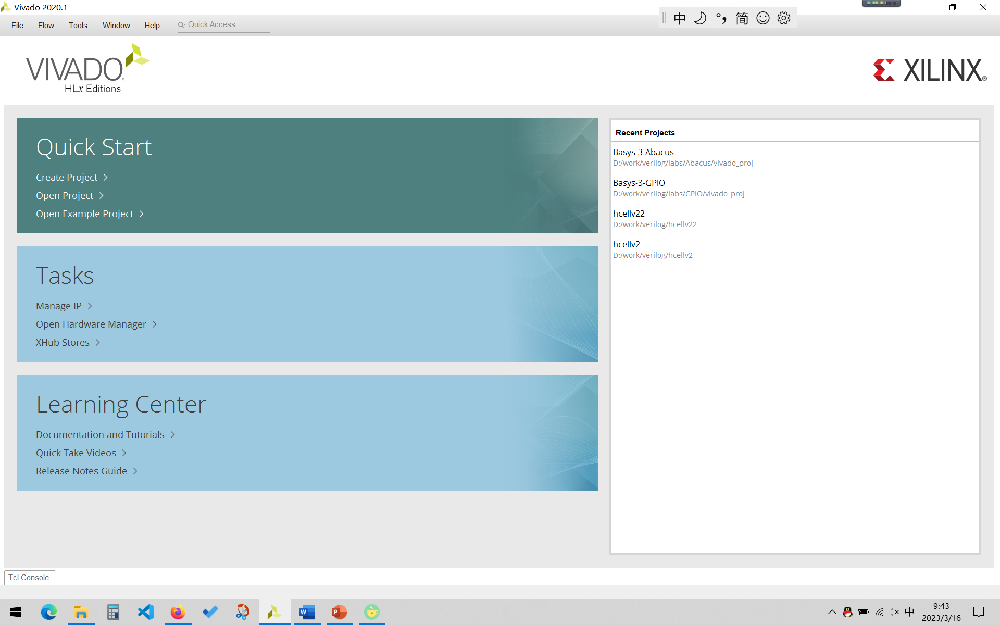 Vivado 2020.1
File Flow Tools Window Help Quick Access
中 简
VIVADO
HLx Editions
XILINX®
Quick Start
Create Project
Open Project
Open Example Project
Tasks
Manage IP
Open Hardware Manager
XHub Stores
Learning Center
Documentation and Tutorials
Quick Take Videos
Release Notes Guide
Recent Projects
Basys-3-Abacus
D:/work/verilog/labs/Abacus/vivado_proj
Basys-3-GPIO
D:/work/verilog/labs/GPIO/vivado_proj
hcellv22
D:/work/verilog/hcellv22
hcellv2
D:/work/verilog/hcellv2
Tcl Console
中
9:43
2023/3/16